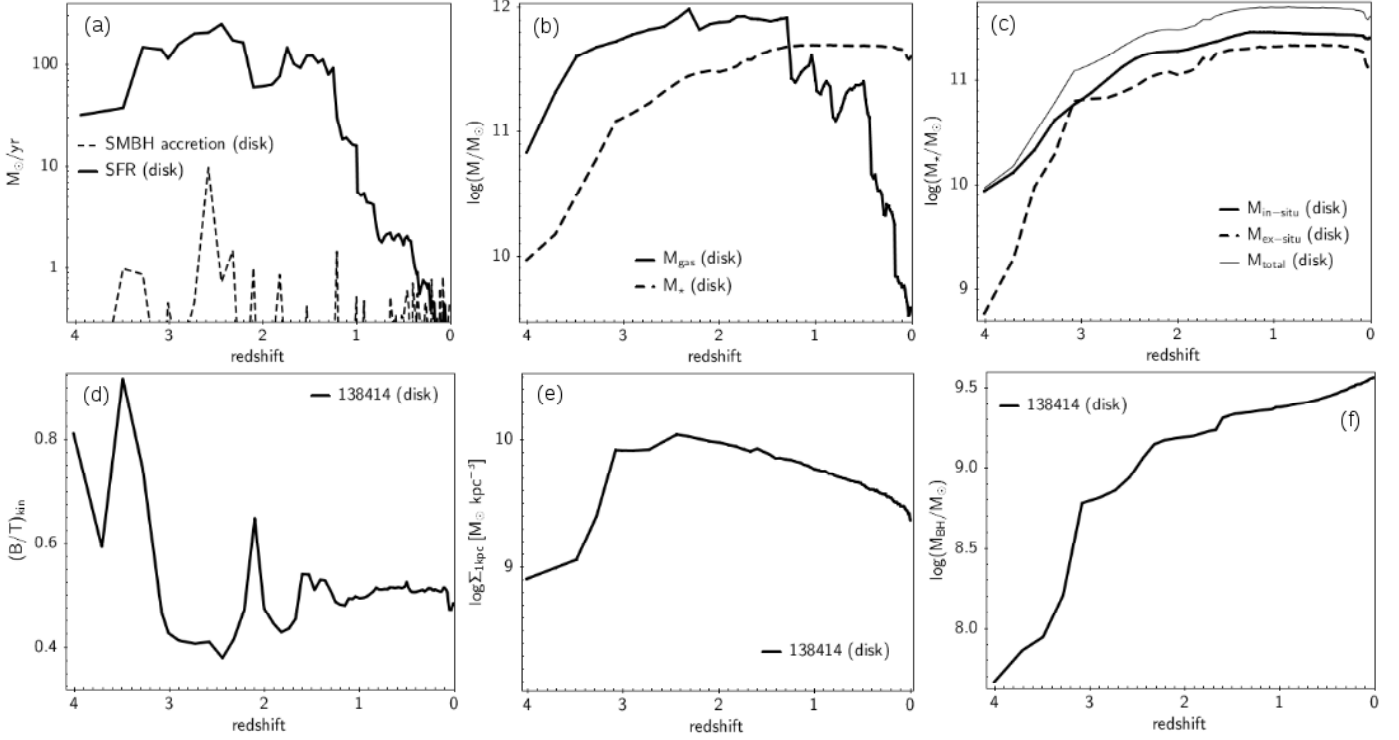 (a)
M⊙/yr
100
10
1
SMBH accretion (disk)
SFR (disk)
4 3 2 1 0
redshift
(b)
log(M/M⊙)
12
11
10
Mgas (disk)
M⋆ (disk)
3 2 1 0
redshift
(c)
log(M⋆/M⊙)
11
10
9
Min−situ (disk)
Mex−situ (disk)
Mtotal (disk)
4 3 2 1 0
redshift
(d)
(B/T)kin
0.8
0.6
0.4
138414 (disk)
4 3 2 1 0
redshift
(e)
logΣ1kpc [M⊙ kpc⁻³]
10
9
138414 (disk)
4 3 2 1 0
redshift
(f)
log(MBH/M⊙)
9.5
9.0
8.5
8.0
138414 (disk)
4 3 2 1 0
redshift